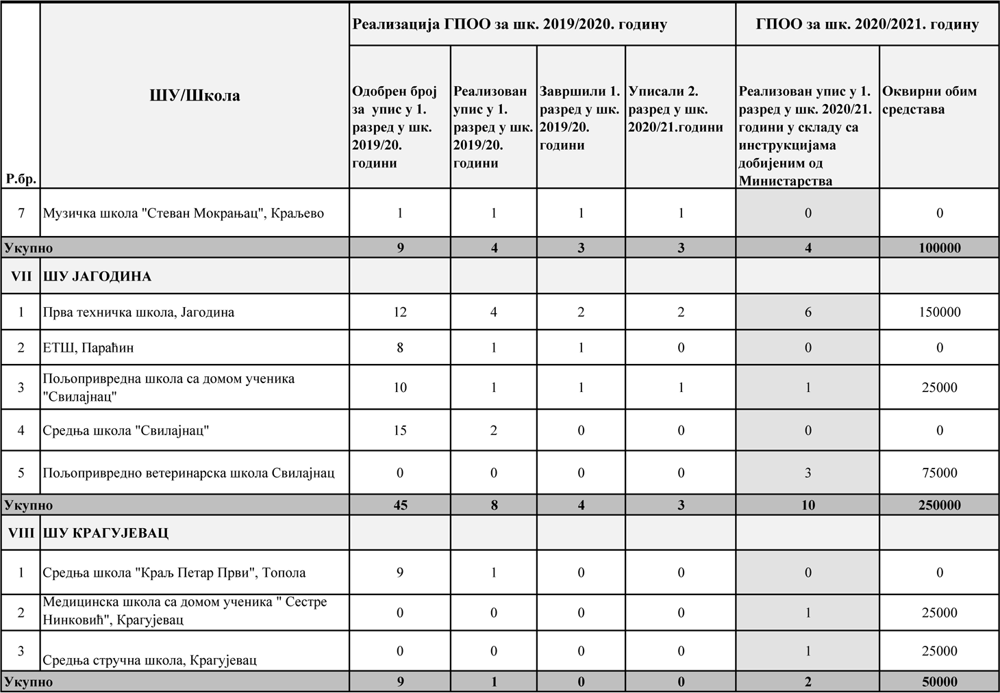 Реализација ГПОО за шк. 2019/2020. годину
ГПОО за шк. 2020/2021. годину
Р.бр.
ШУ/Школа
Одобрен број
за упис у 1.
разред у шк.
2019/20.
години
Реализован
упис у 1.
разред у шк.
2019/20.
години
Завршили 1.
разред у шк.
2019/20.
години
Уписали 2.
разред у шк.
2020/21.години
Реализован упис у 1.
разред у шк. 2020/21.
години у складу са
инструкцијама
добијеним од
Министарства
Оквирни обим
средстава
7 Музичка школа "Стеван Мокрањац", Краљево 1 1 1 1 0 0
Укупно 9 4 3 3 4 100000
VII ШУ ЈАГОДИНА
1 Прва техничка школа, Јагодина 12 4 2 2 6 150000
2 ЕТШ, Параћин 8 1 1 0 0 0
3 Пољопривредна школа са домом ученика
"Свилајнац" 10 1 1 1 1 25000
4 Средња школа "Свилајнац" 15 2 0 0 0 0
5 Пољопривредно ветеринарска школа Свилајнац 0 0 0 0 3 75000
Укупно 45 8 4 3 10 250000
VIII ШУ КРАГУЈЕВАЦ
1 Средња школа "Краљ Петар Први", Топола 9 1 0 0 0 0
2 Медицинска школа са домом ученика " Сестре
Нинковић", Крагујевац 0 0 0 0 1 25000
3 Средња стручна школа, Крагујевац 0 0 0 0 1 25000
Укупно 9 1 0 0 2 50000